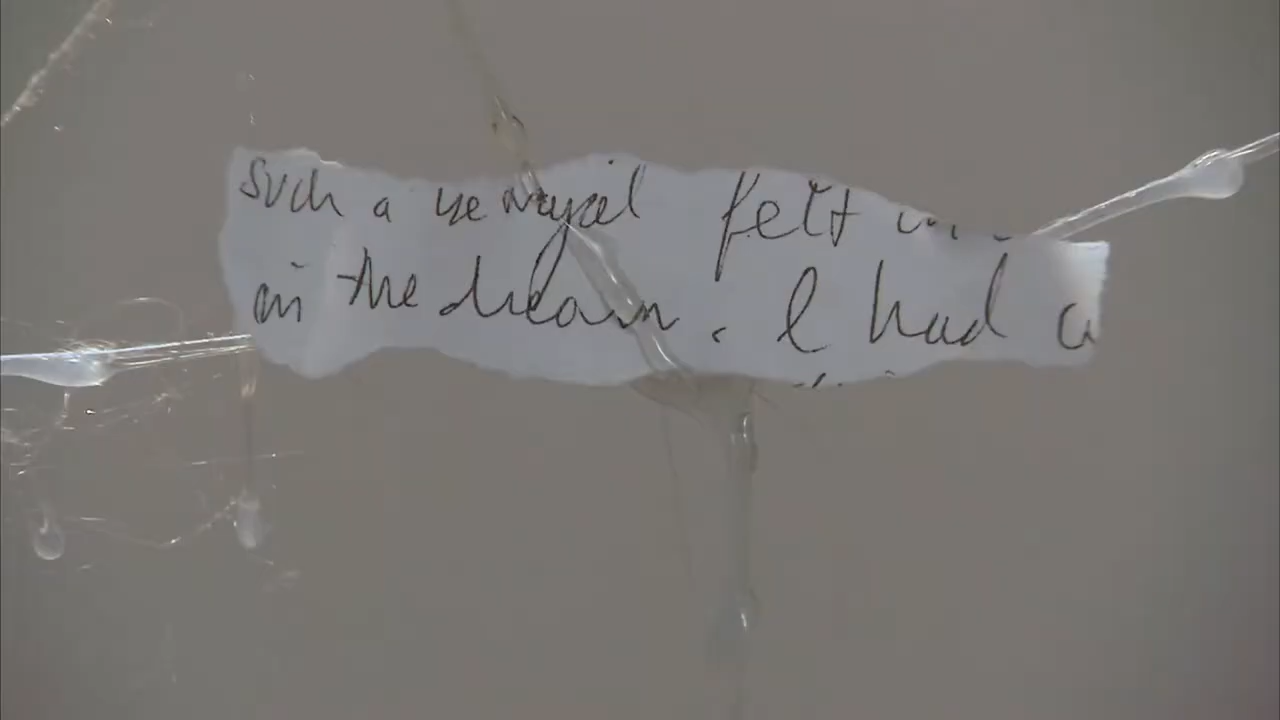 Such a felt
in the dream. I had a